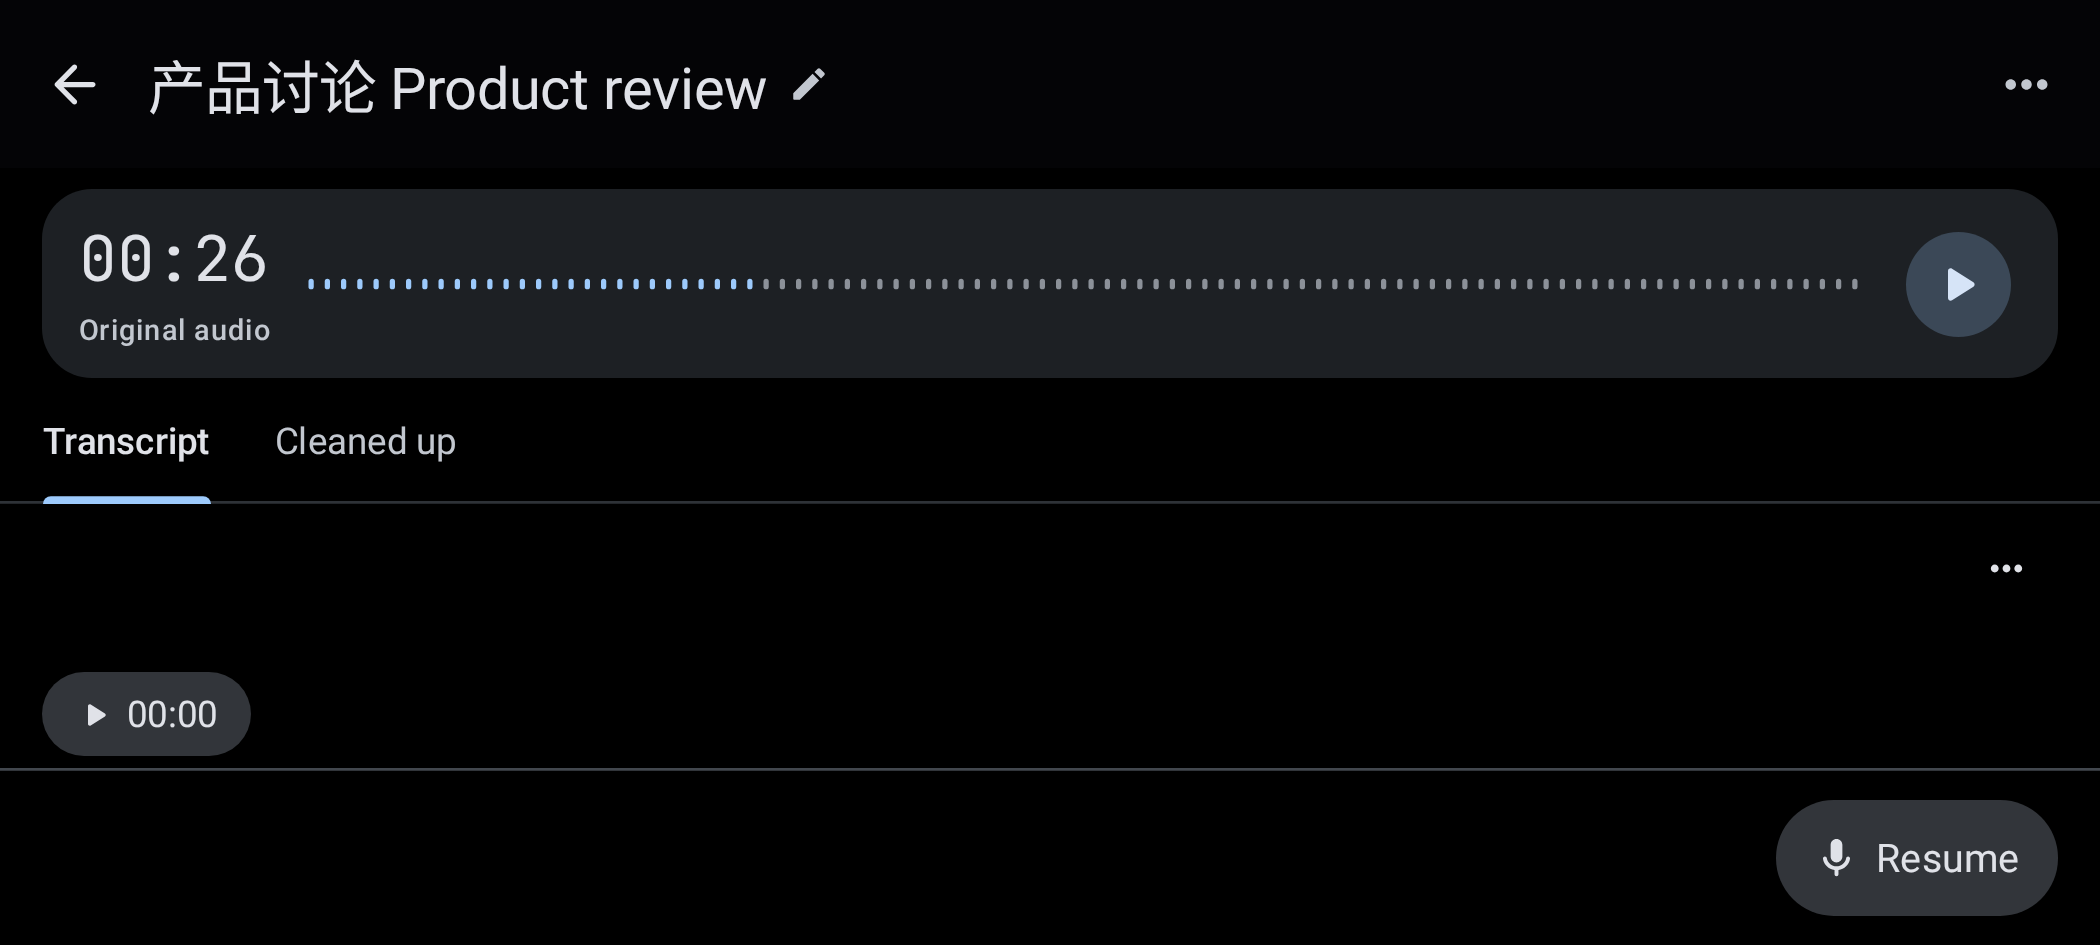 产品讨论 Product review
00:26
Original audio
Transcript
Cleaned up
00:00
Resume